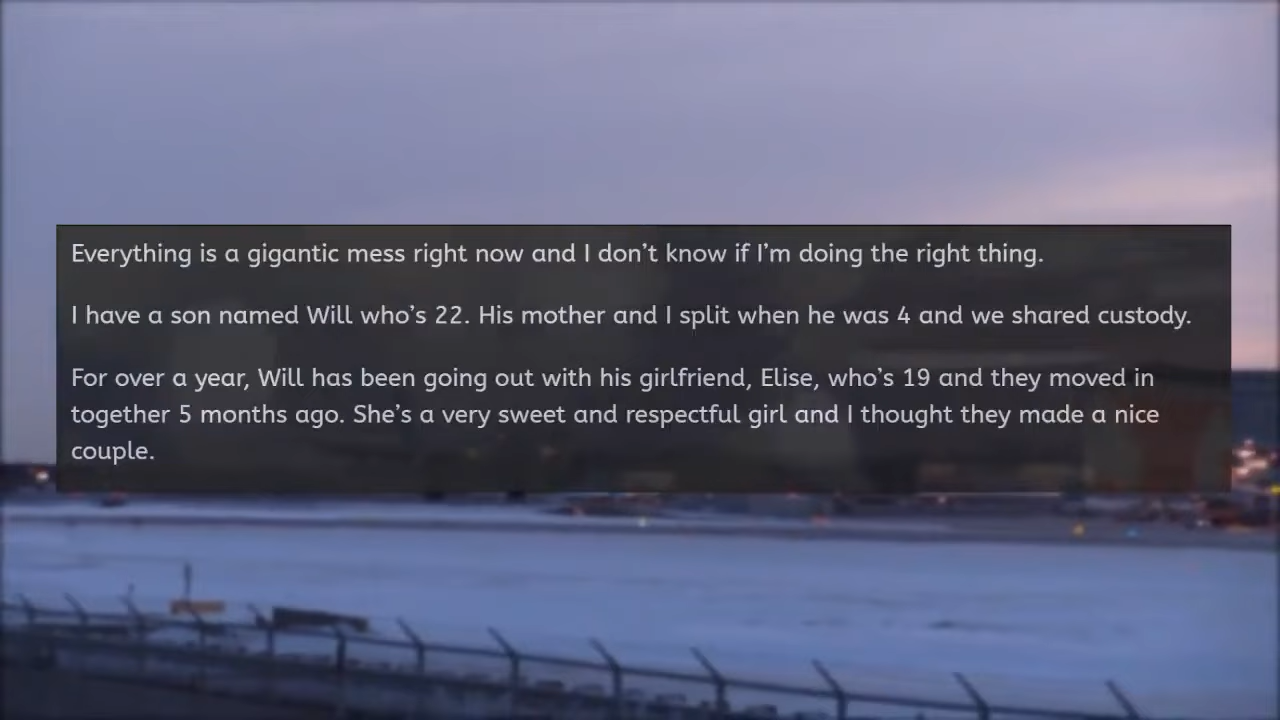 Everything is a gigantic mess right now and I don’t know if I’m doing the right thing.
I have a son named Will who’s 22. His mother and I split when he was 4 and we shared custody.
For over a year, Will has been going out with his girlfriend, Elise, who’s 19 and they moved in
together 5 months ago. She’s a very sweet and respectful girl and I thought they made a nice
couple.